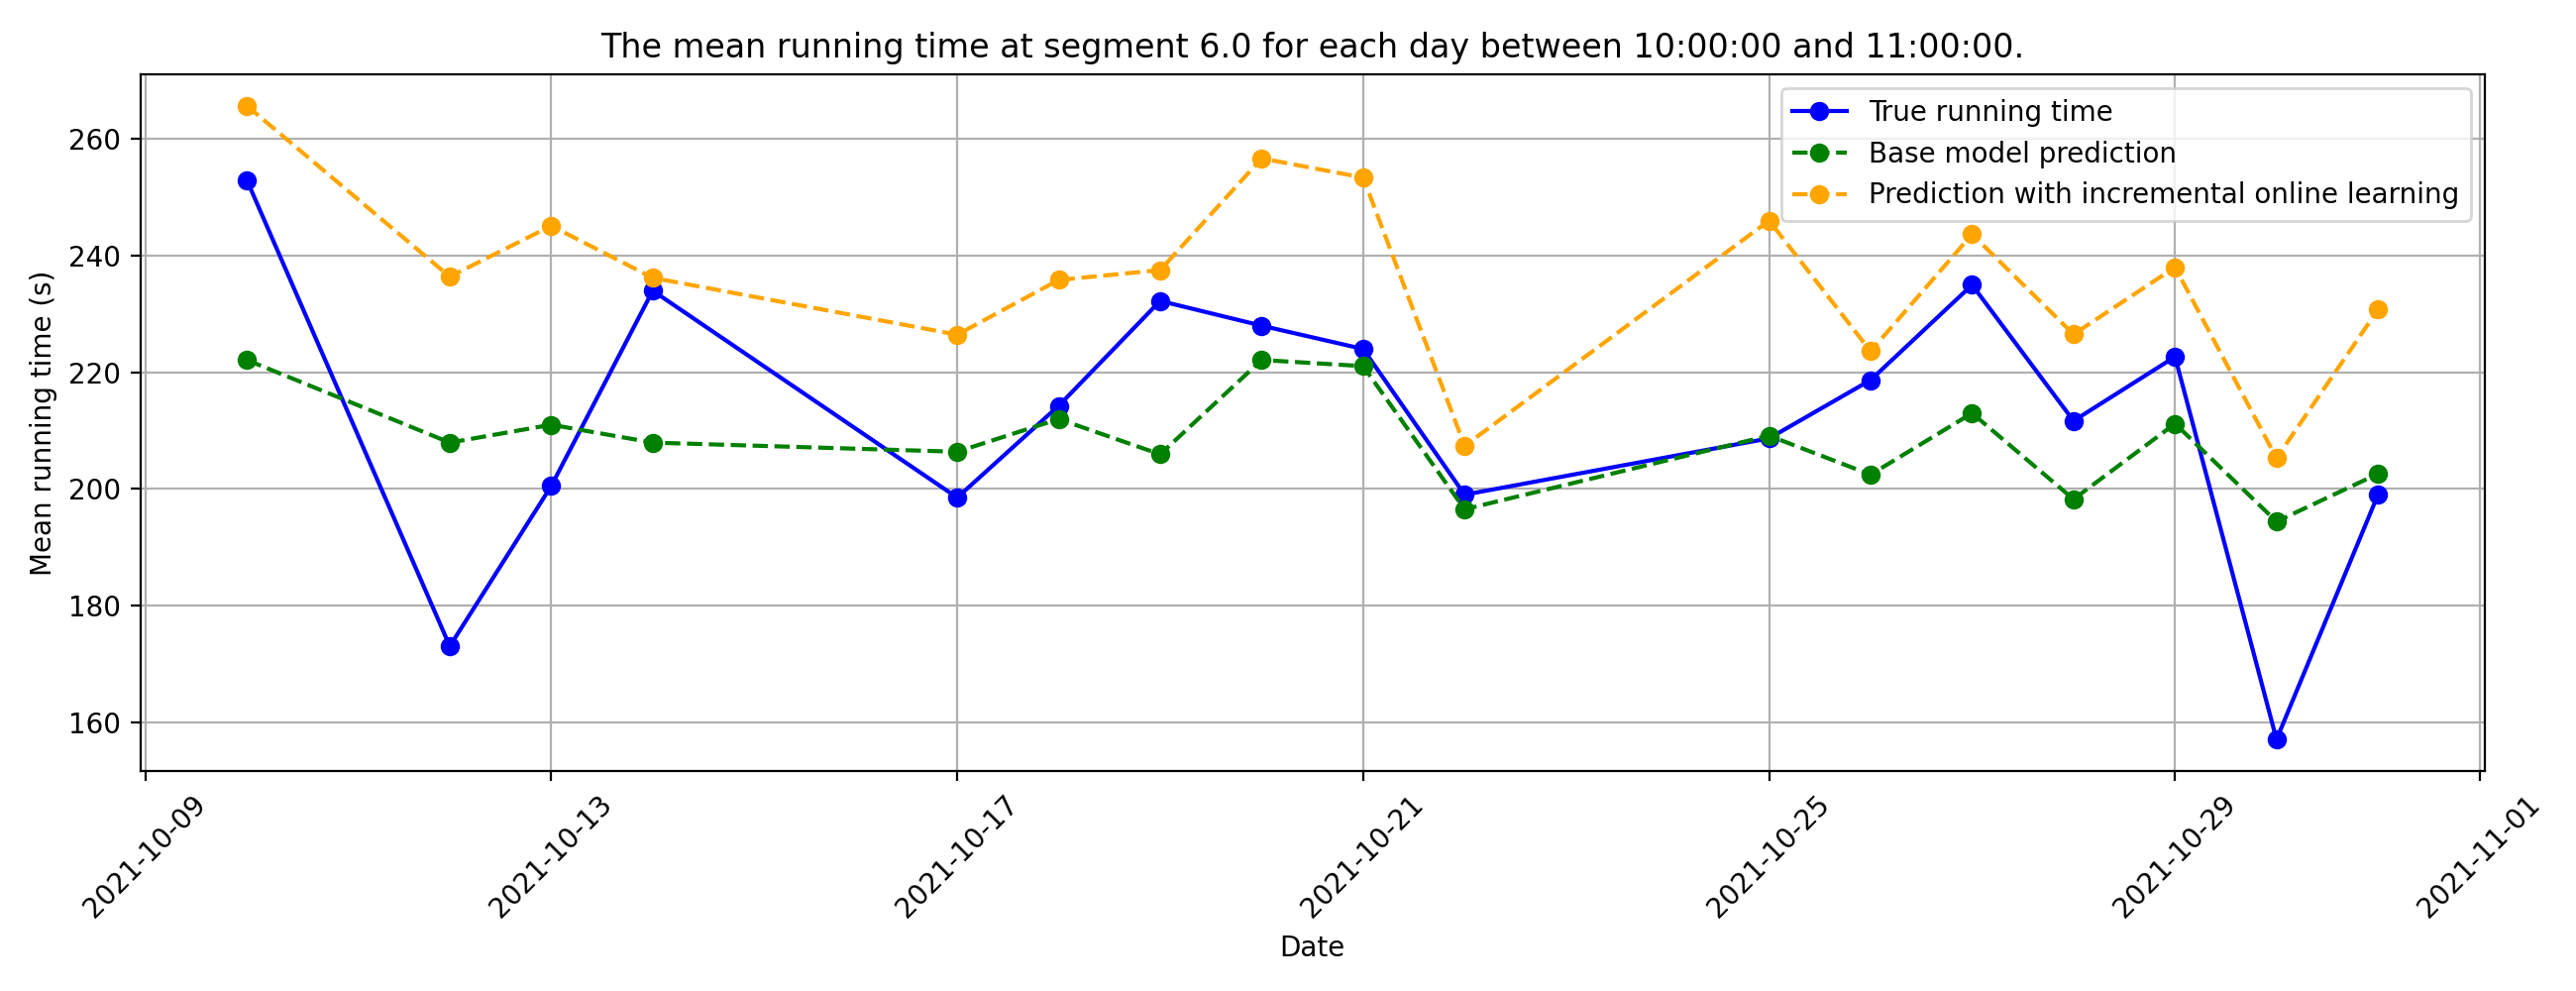 The mean running time at segment 6.0 for each day between 10:00:00 and 11:00:00.
True running time
Base model prediction
Prediction with incremental online learning
Mean running time (s)
260
240
220
200
180
160
2021-10-09
2021-10-13
2021-10-17
2021-10-21
2021-10-25
2021-10-29
2021-11-01
Date